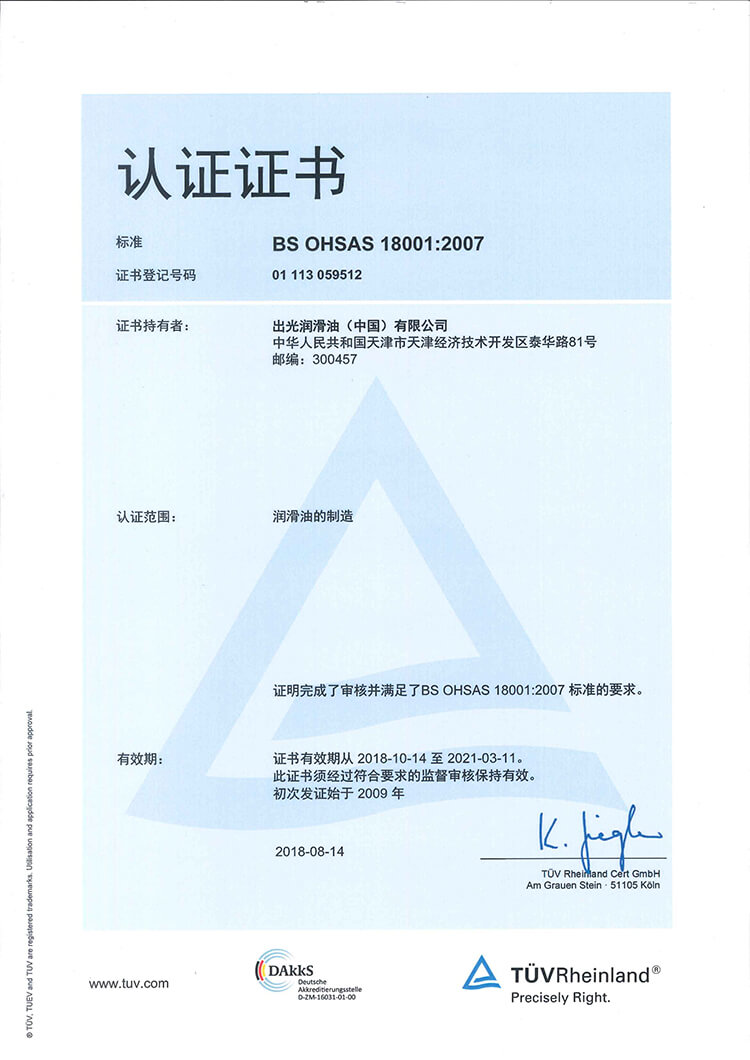 认证证书
标准 BS OHSAS 18001:2007
证书登记号码 01 113 059512
证书持有者： 出光润滑油（中国）有限公司
中华人民共和国天津市天津经济技术开发区泰华路81号
邮编：300457
认证范围： 润滑油的制造
证明完成了审核并满足了BS OHSAS 18001:2007 标准的要求。
有效期： 证书有效期从 2018-10-14 至 2021-03-11。
此证书须经过符合要求的监督审核保持有效。
初次发证始于 2009 年
2018-08-14
TÜV Rheinland Cert GmbH
Am Grauen Stein · 51105 Köln
www.tuv.com
DAkkS
Deutsche
Akkreditierungsstelle
D-ZM-16031-01-00
TÜVRheinland®
Precisely Right.
® TÜV, TUEV and TUV are registered trademarks. Utilisation and application requires prior approval.